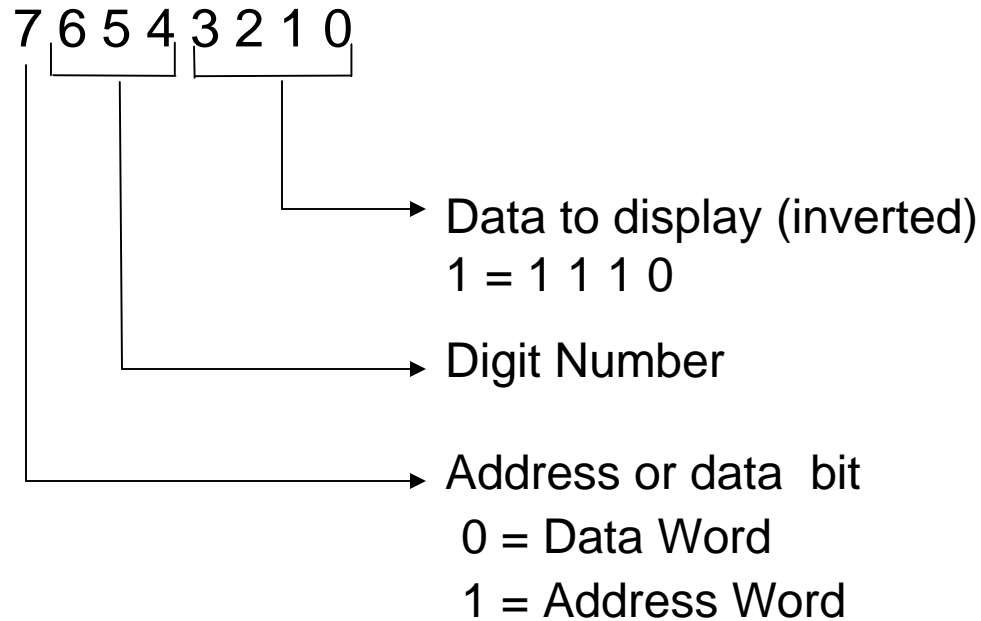 7 6 5 4 3 2 1 0
Data to display (inverted)
1 = 1 1 1 0
Digit Number
Address or data bit
0 = Data Word
1 = Address Word